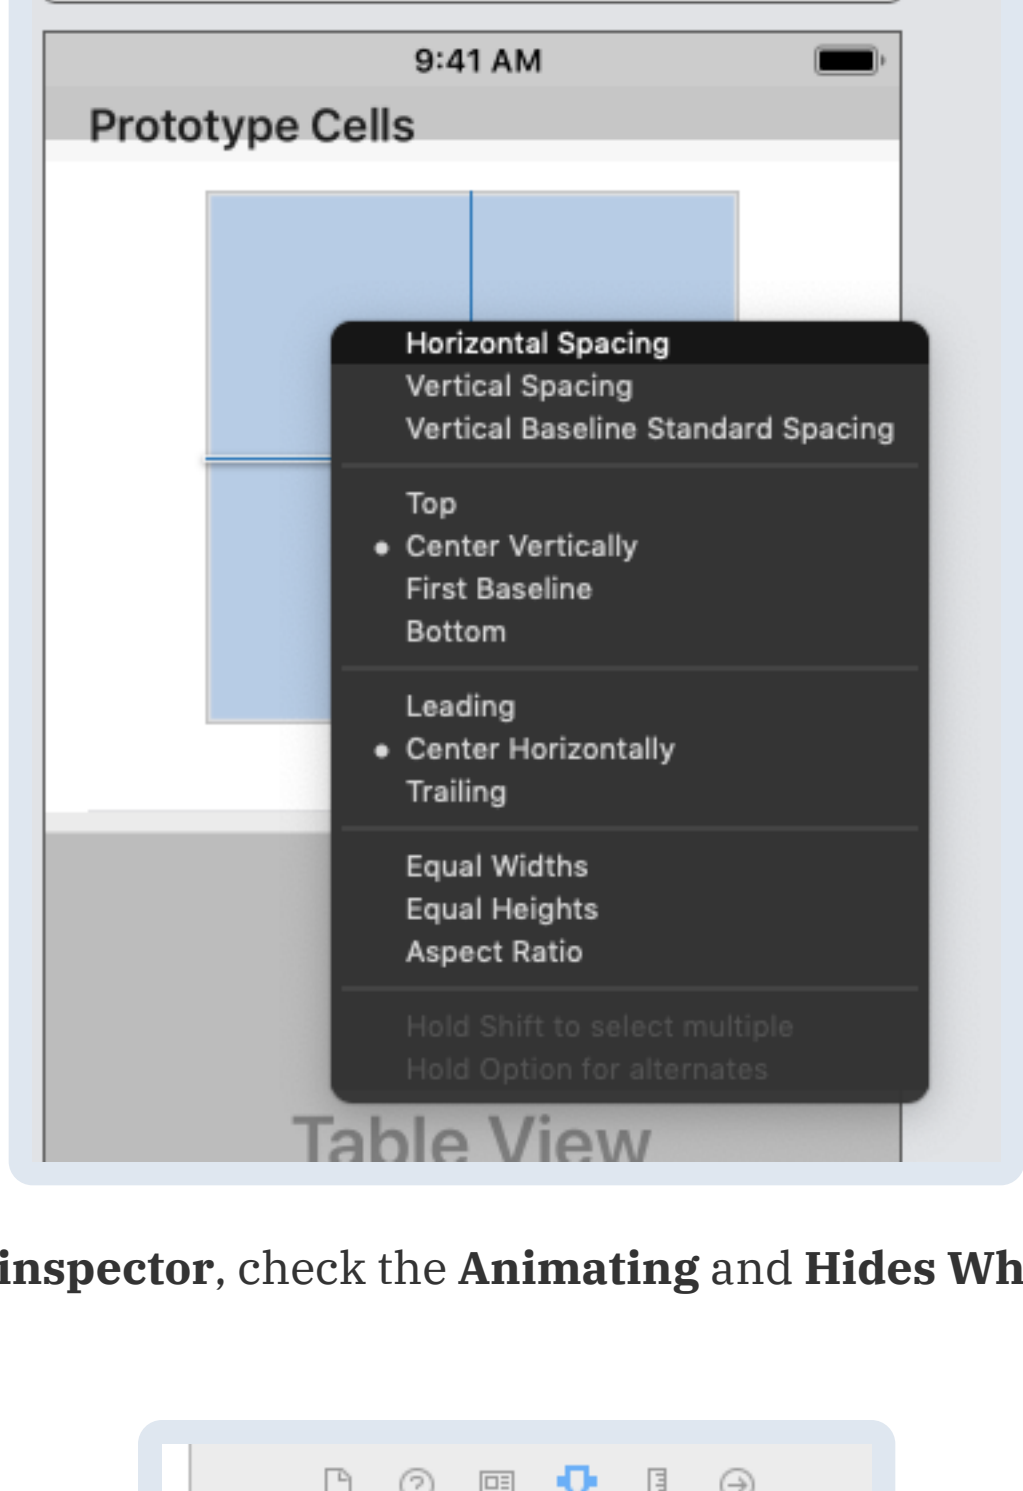 9:41 AM
Prototype Cells
Horizontal Spacing
Vertical Spacing
Vertical Baseline Standard Spacing
Top
Center Vertically
First Baseline
Bottom
Leading
Center Horizontally
Trailing
Equal Widths
Equal Heights
Aspect Ratio
Hold Shift to select multiple
Hold Option for alternates
Table View
inspector, check the Animating and Hides Wh